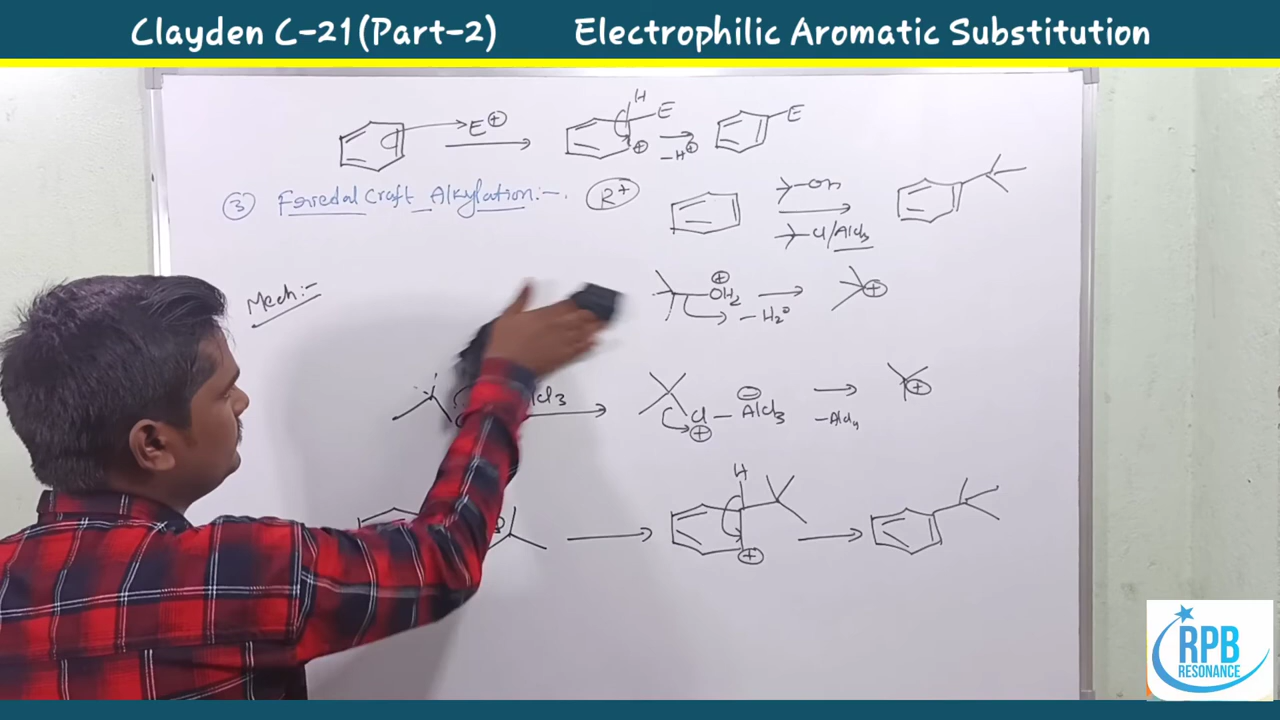 Clayden C-21(Part-2) Electrophilic Aromatic Substitution
H
E⊕ E E
⊕ -H⊕
③ Ferredal Craft Alkylation:- R+
OH
Cl/AlCl3
Mech:-
⊕
OH2 ⊕
- H2O
AlCl3
⊖
Cl - AlCl3 ⊕
⊕ -AlCl4
H
⊕
RPB
RESONANCE